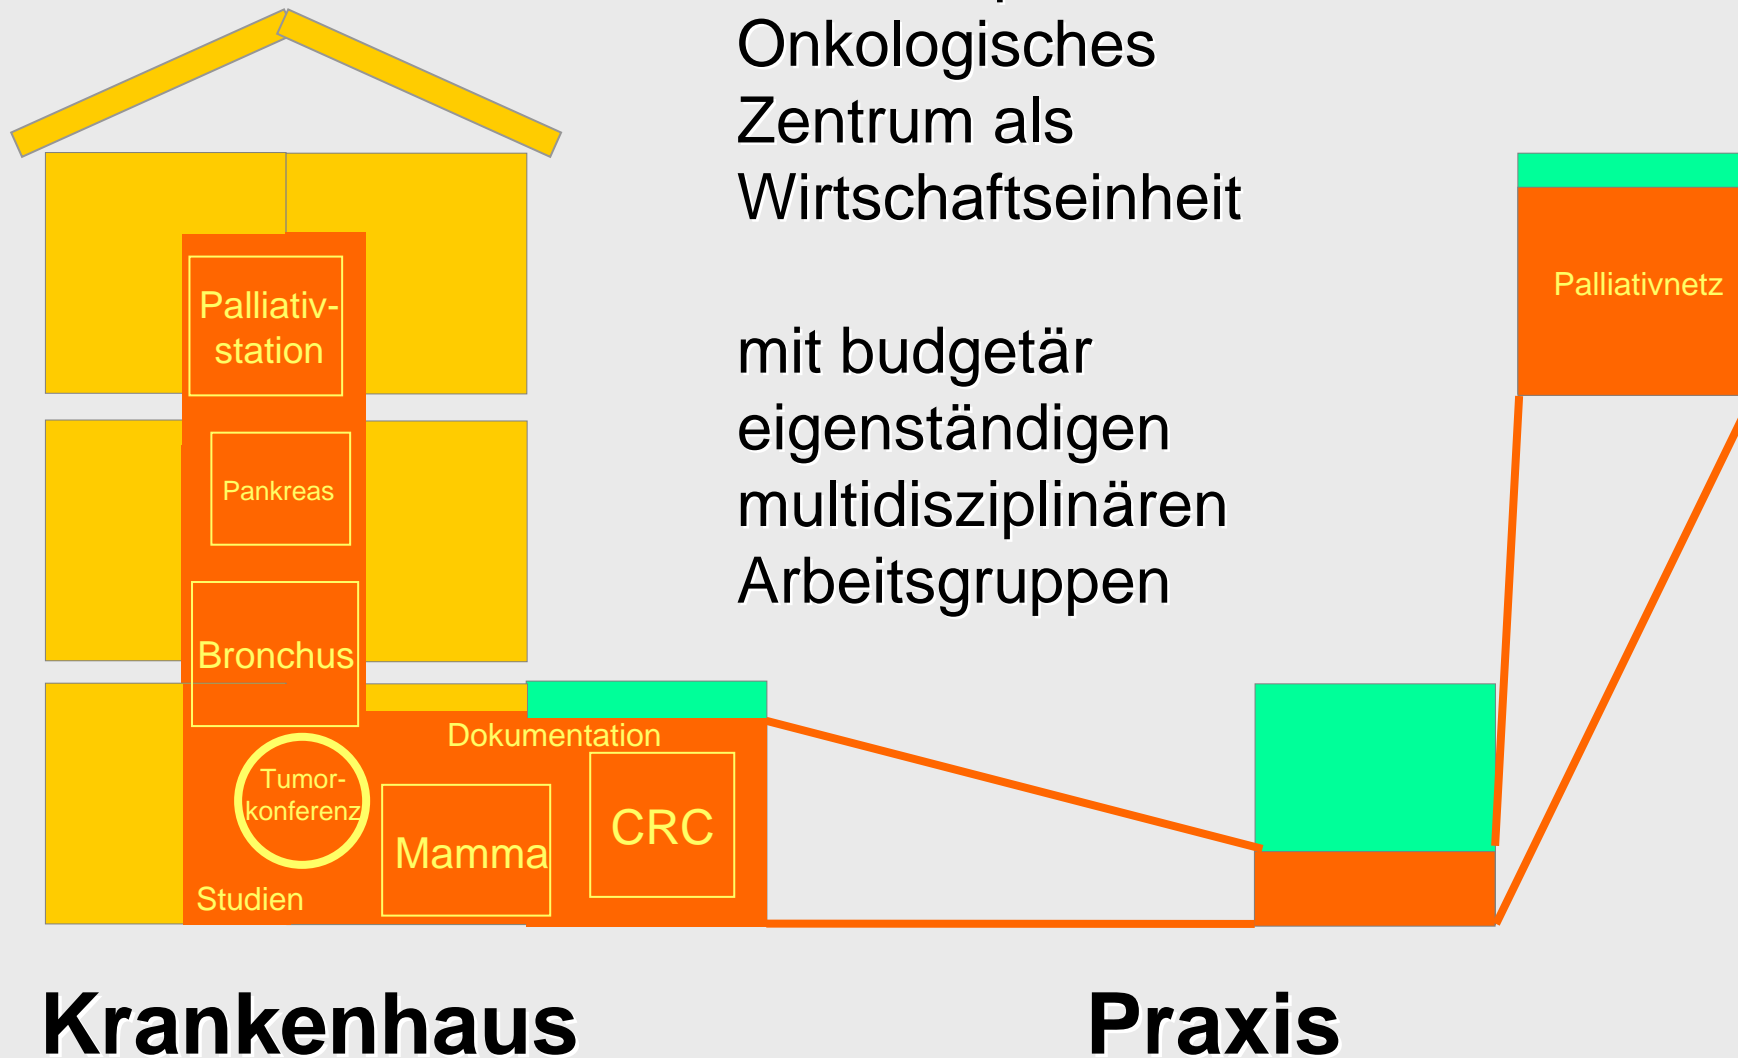 Onkologisches
Zentrum als
Wirtschaftseinheit
mit budgetär
eigenständigen
multidisziplinären
Arbeitsgruppen
Palliativ-
station
Pankreas
Bronchus
Dokumentation
Tumor-
konferenz
Mamma
CRC
Studien
Palliativnetz
Krankenhaus
Praxis